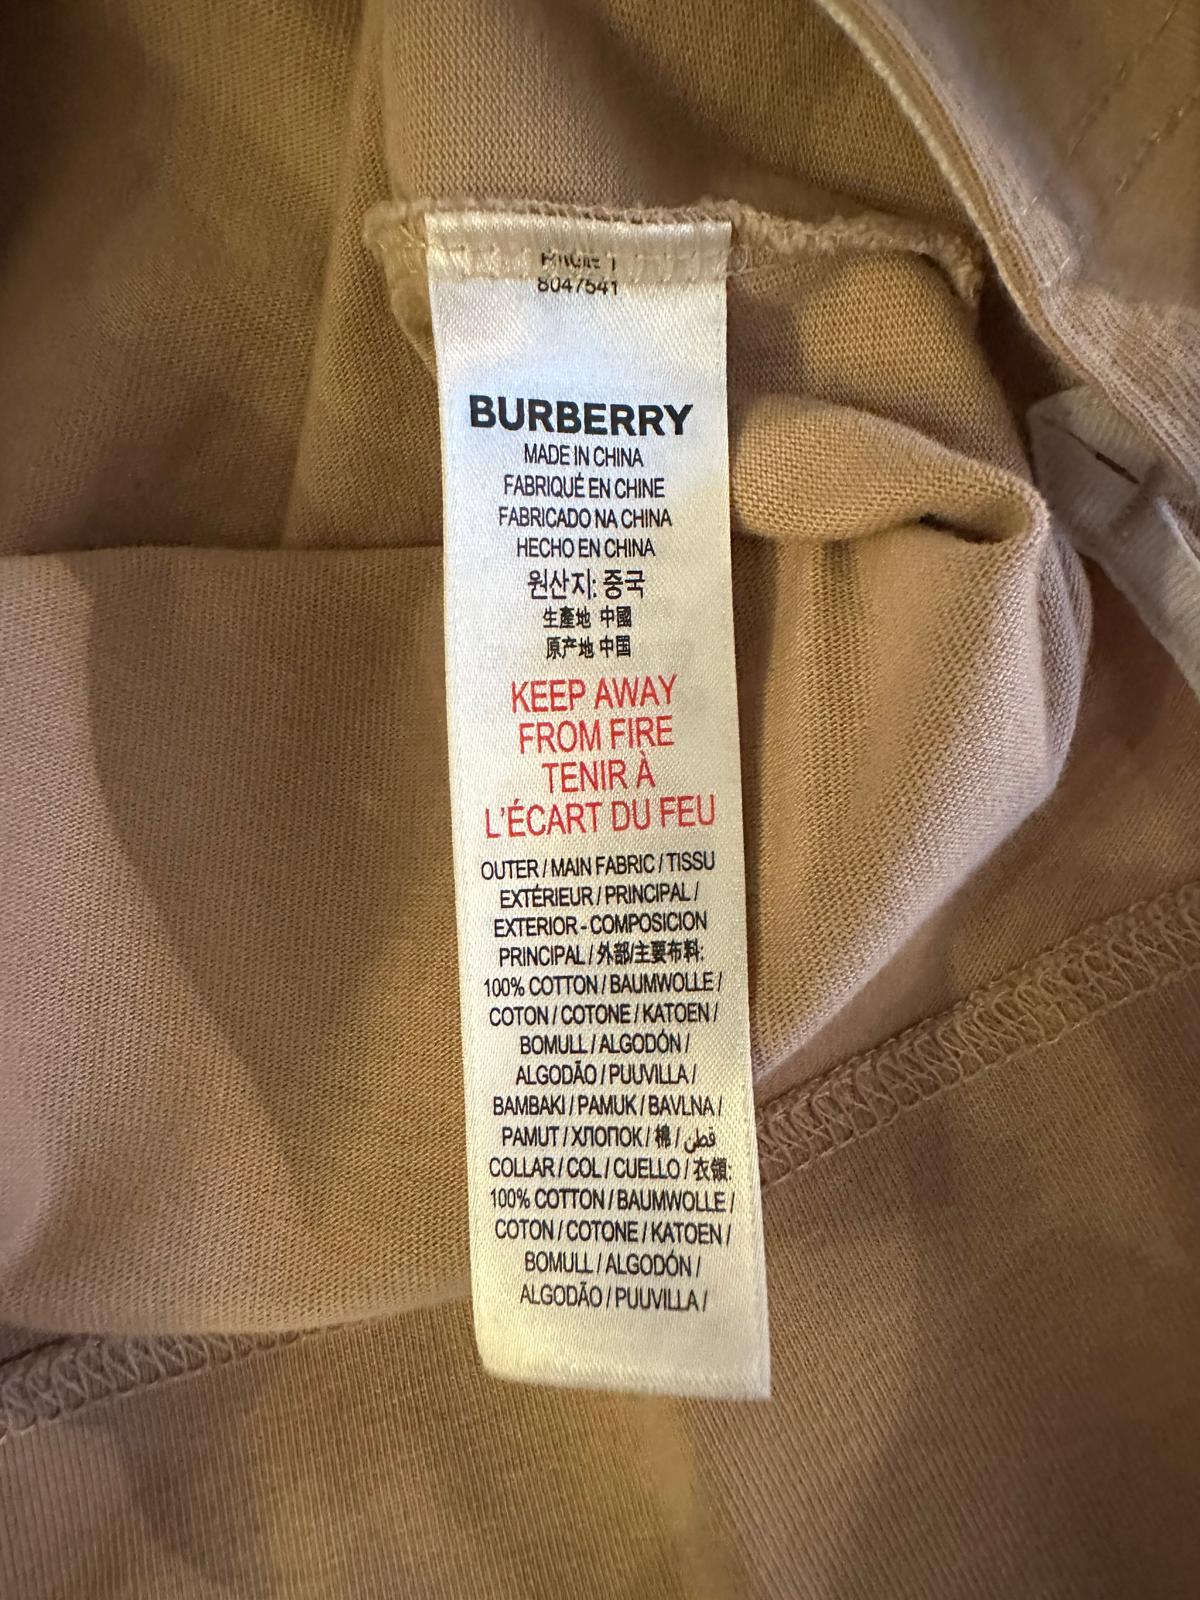 8047541
BURBERRY
MADE IN CHINA
FABRIQUÉ EN CHINE
FABRICADO NA CHINA
HECHO EN CHINA
원산지: 중국
生產地 中國
原产地 中国
KEEP AWAY
FROM FIRE
TENIR À
L'ÉCART DU FEU
OUTER / MAIN FABRIC / TISSU
EXTÉRIEUR / PRINCIPAL /
EXTERIOR - COMPOSICION
PRINCIPAL / 外部/主要布料:
100% COTTON / BAUMWOLLE /
COTON / COTONE / KATOEN /
BOMULL / ALGODÓN /
ALGODÃO / PUUVILLA /
BAMBAKI / PAMUK / BAVLNA /
PAMUT / ХЛОПОК / 棉 / قطن
COLLAR / COL / CUELLO / 衣領:
100% COTTON / BAUMWOLLE /
COTON / COTONE / KATOEN /
BOMULL / ALGODÓN /
ALGODÃO / PUUVILLA /